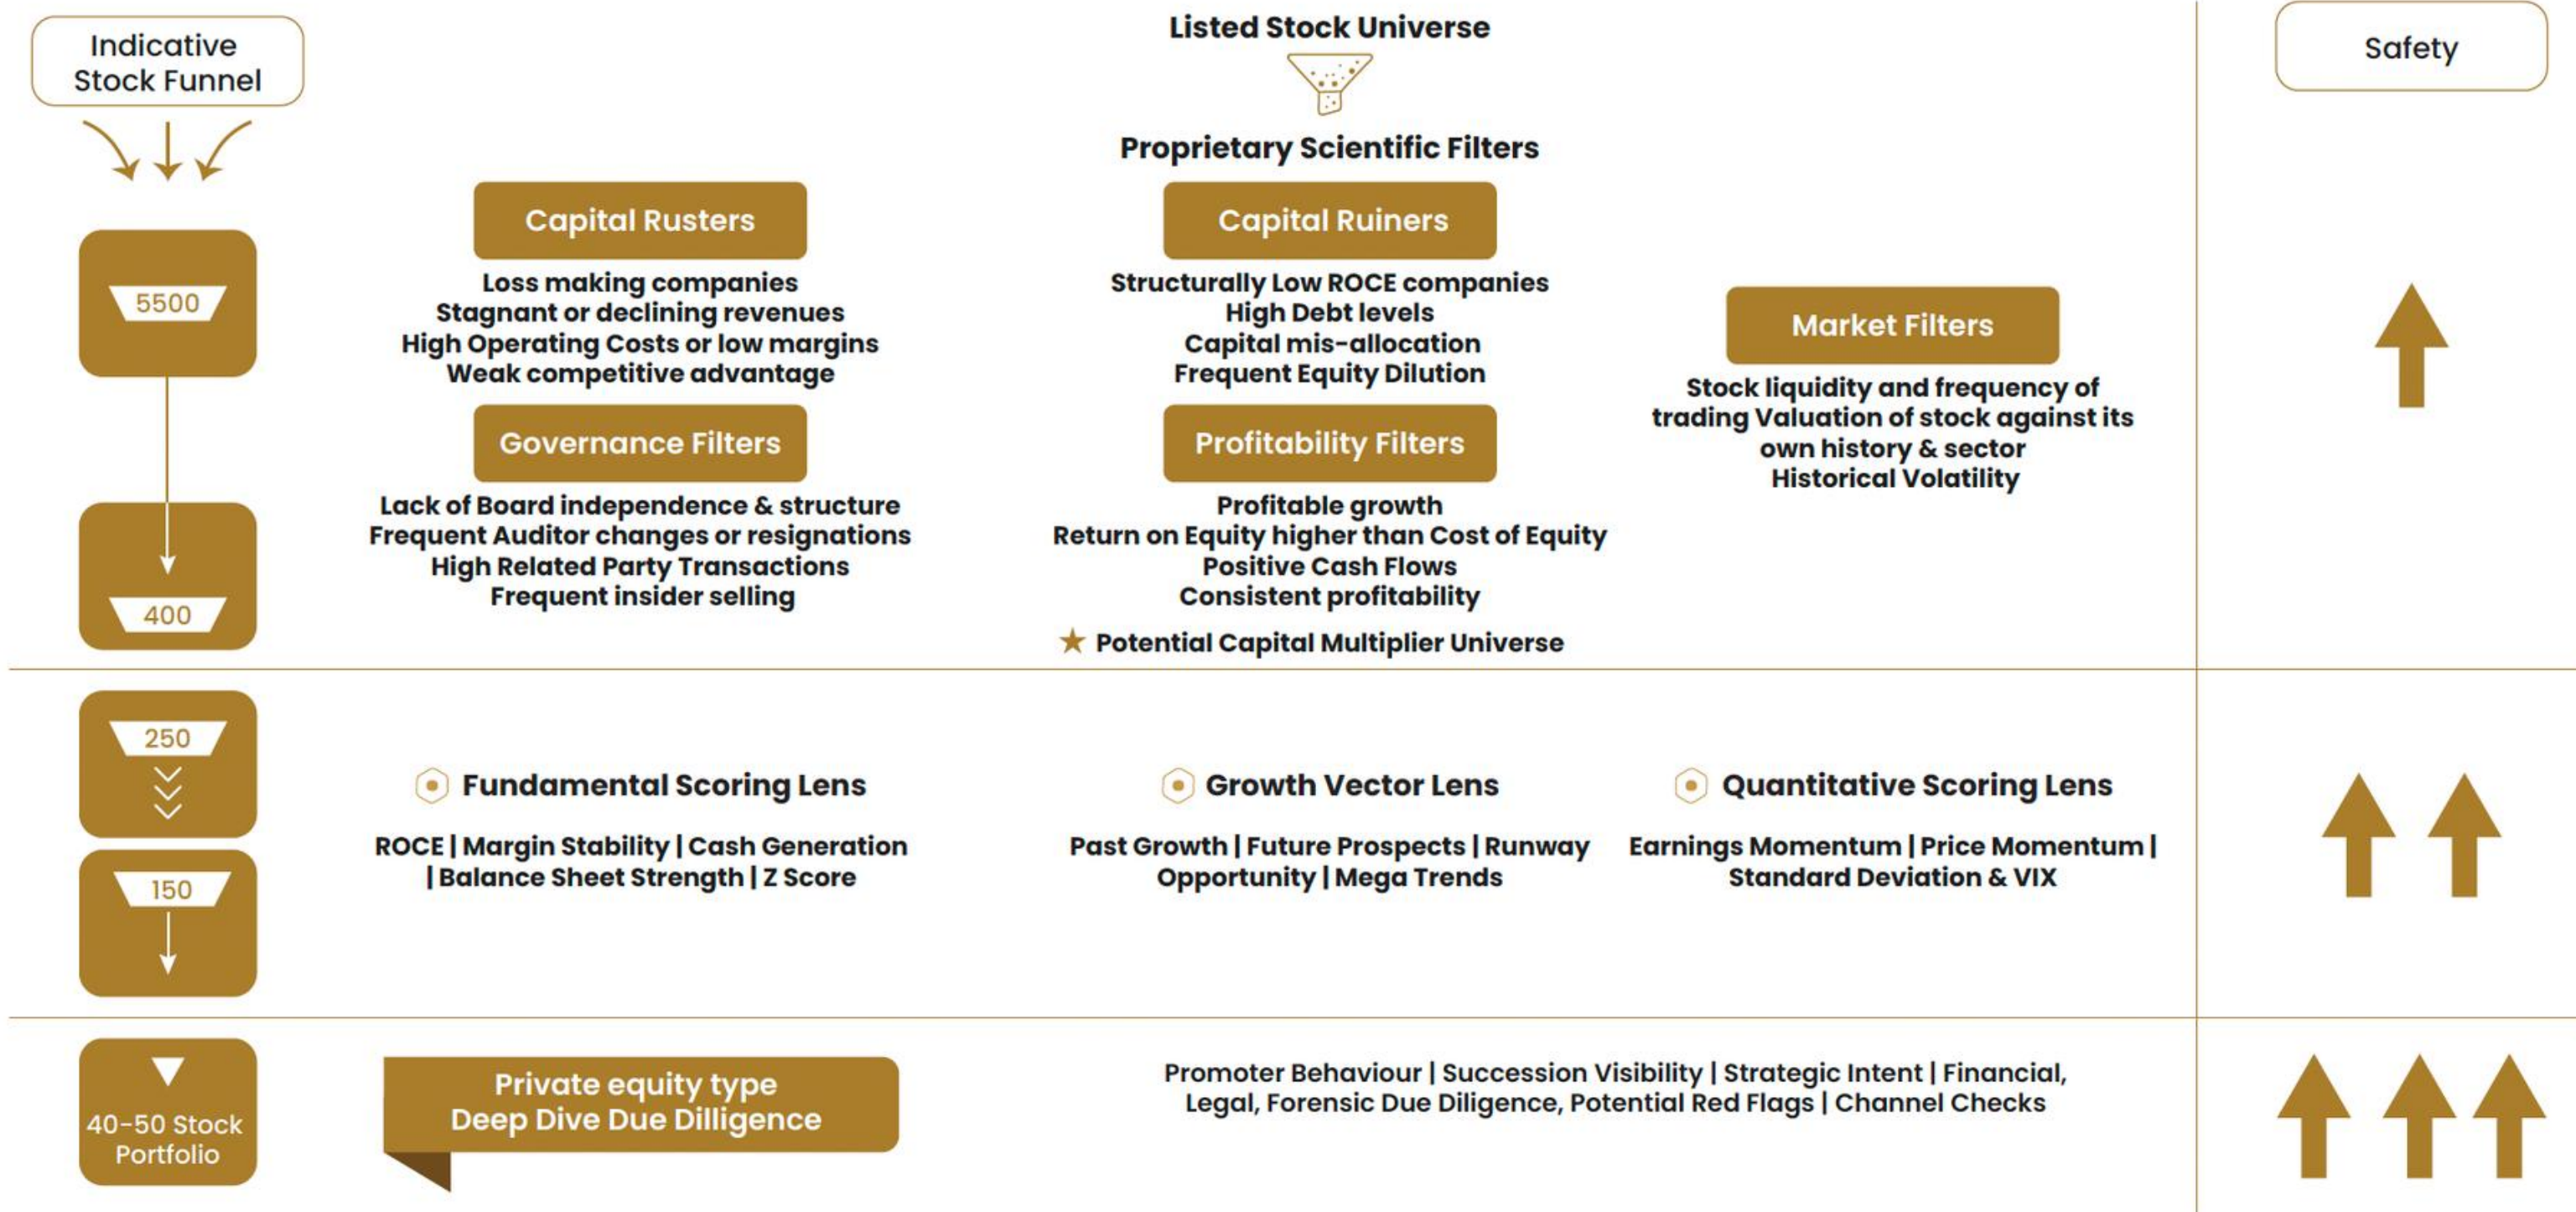 Indicative
Stock Funnel
Listed Stock Universe
Safety
Proprietary Scientific Filters
5500
400
Capital Rusters
Loss making companies
Stagnant or declining revenues
High Operating Costs or low margins
Weak competitive advantage
Governance Filters
Lack of Board independence & structure
Frequent Auditor changes or resignations
High Related Party Transactions
Frequent insider selling
Capital Ruiners
Structurally Low ROCE companies
High Debt levels
Capital mis-allocation
Frequent Equity Dilution
Profitability Filters
Profitable growth
Return on Equity higher than Cost of Equity
Positive Cash Flows
Consistent profitability
Potential Capital Multiplier Universe
Market Filters
Stock liquidity and frequency of
trading Valuation of stock against its
own history & sector
Historical Volatility
250
150
Fundamental Scoring Lens
ROCE | Margin Stability | Cash Generation
| Balance Sheet Strength | Z Score
Growth Vector Lens
Past Growth | Future Prospects | Runway
Opportunity | Mega Trends
Quantitative Scoring Lens
Earnings Momentum | Price Momentum |
Standard Deviation & VIX
40-50 Stock
Portfolio
Private equity type
Deep Dive Due Dilligence
Promoter Behaviour | Succession Visibility | Strategic Intent | Financial,
Legal, Forensic Due Diligence, Potential Red Flags | Channel Checks